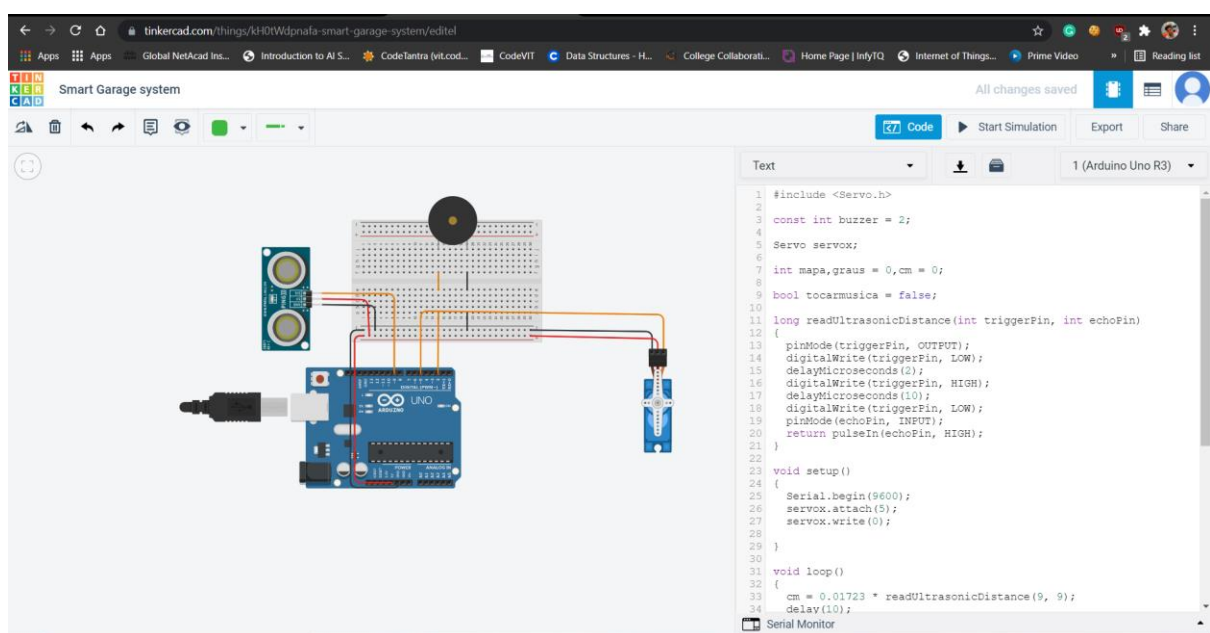 tinkercad.com/things/kH0tWdpnafa-smart-garage-system/editel
Apps Apps Global NetAcad Ins... Introduction to AI S... CodeTantra (vit.cod... CodeVIT Data Structures - H... College Collaborati... Home Page | InfyTQ Internet of Things... Prime Video » Reading list
TIN
KER
CAD
Smart Garage system
All changes saved
Code Start Simulation Export Share
Text 1 (Arduino Uno R3)
1 #include <Servo.h>
2
3 const int buzzer = 2;
4
5 Servo servox;
6
7 int mapa,graus = 0,cm = 0;
8
9 bool tocarmusica = false;
10
11 long readUltrasonicDistance(int triggerPin, int echoPin)
12 {
13 pinMode(triggerPin, OUTPUT);
14 digitalWrite(triggerPin, LOW);
15 delayMicroseconds(2);
16 digitalWrite(triggerPin, HIGH);
17 delayMicroseconds(10);
18 digitalWrite(triggerPin, LOW);
19 pinMode(echoPin, INPUT);
20 return pulseIn(echoPin, HIGH);
21 }
22
23 void setup()
24 {
25 Serial.begin(9600);
26 servox.attach(5);
27 servox.write(0);
28
29 }
30
31 void loop()
32 {
33 cm = 0.01723 * readUltrasonicDistance(9, 9);
34 delay(10);
Serial Monitor
DIGITAL (PWM ~)
UNO
ARDUINO
POWER ANALOG IN